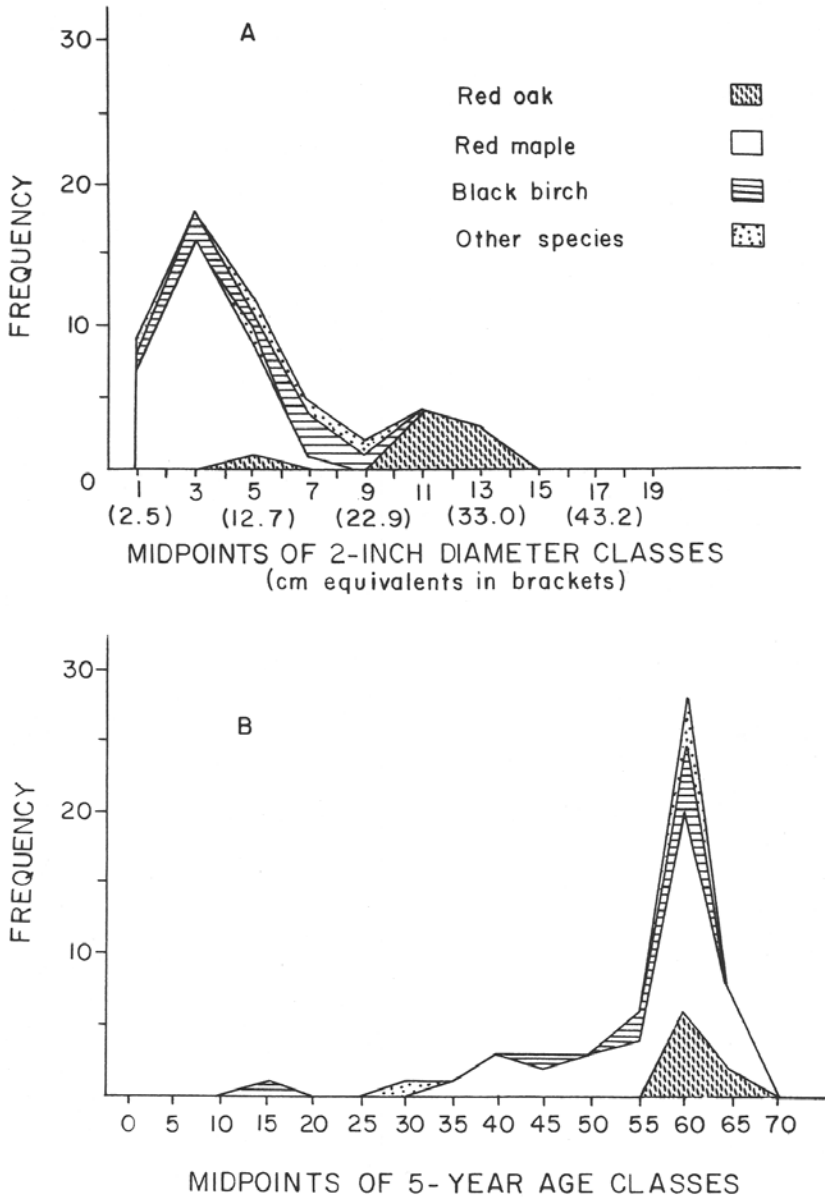 A
30
20
10
0
FREQUENCY
Red oak
Red maple
Black birch
Other species
1 3 5 7 9 11 13 15 17 19
(2.5) (12.7) (22.9) (33.0) (43.2)
MIDPOINTS OF 2-INCH DIAMETER CLASSES
(cm equivalents in brackets)
B
30
20
10
FREQUENCY
0 5 10 15 20 25 30 35 40 45 50 55 60 65 70
MIDPOINTS OF 5-YEAR AGE CLASSES